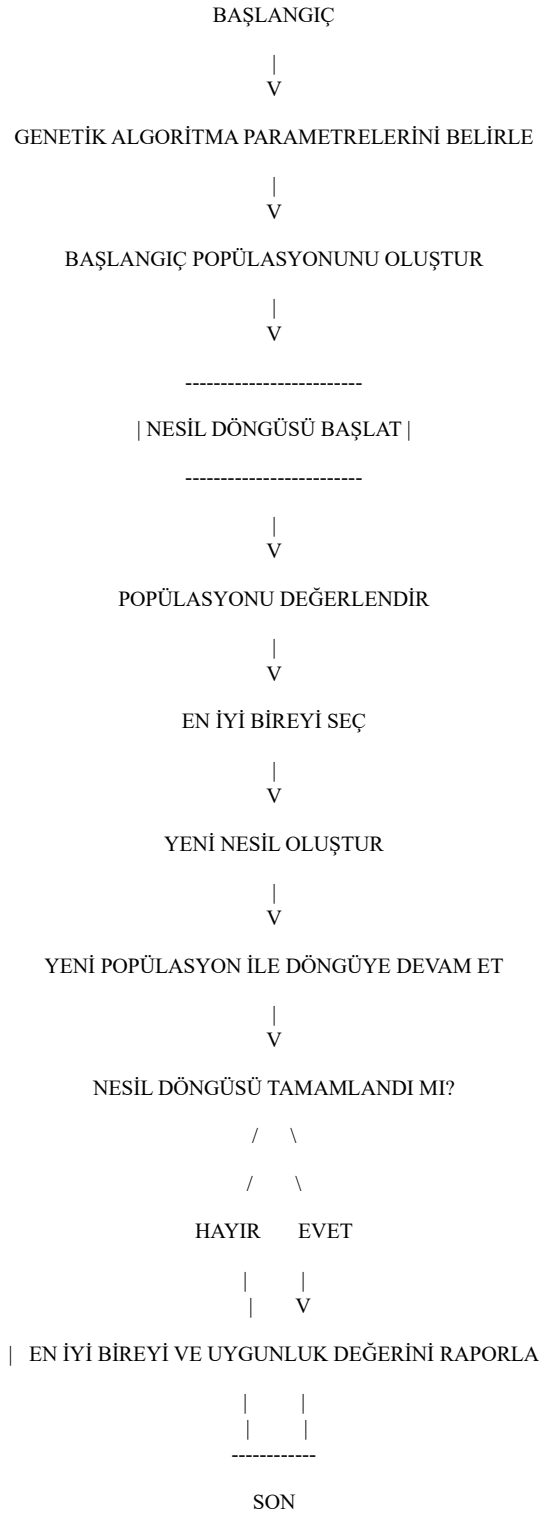 BAŞLANGIÇ
|
V
GENETİK ALGORİTMA PARAMETRELERİNİ BELİRLE
|
V
BAŞLANGIÇ POPÜLASYONUNU OLUŞTUR
|
V
-------------------------
| NESİL DÖNGÜSÜ BAŞLAT |
-------------------------
|
V
POPÜLASYONU DEĞERLENDİR
|
V
EN İYİ BİREYİ SEÇ
|
V
YENİ NESİL OLUŞTUR
|
V
YENİ POPÜLASYON İLE DÖNGÜYE DEVAM ET
|
V
NESİL DÖNGÜSÜ TAMAMLANDI MI?
/ \
/ \
HAYIR EVET
| |
| V
| EN İYİ BİREYİ VE UYGUNLUK DEĞERİNİ RAPORLA
| |
| |
------------
SON